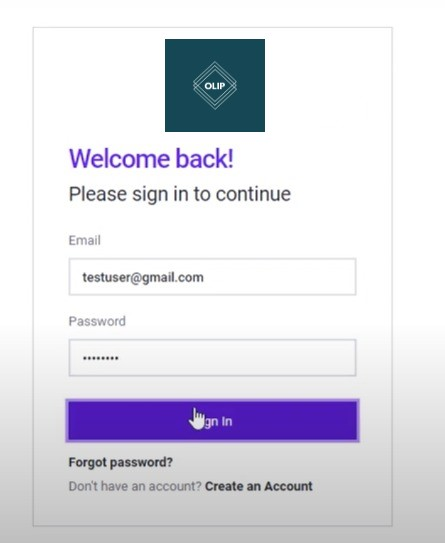 OLIP
Welcome back!
Please sign in to continue
Email
testuser@gmail.com
Password
••••••••
In
Forgot password?
Don't have an account? Create an Account